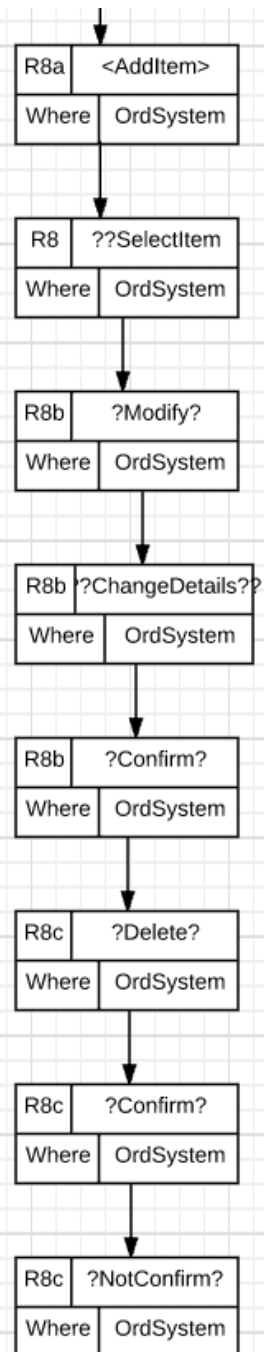 R8a <AddItem>
Where OrdSystem
R8 ??SelectItem
Where OrdSystem
R8b ?Modify?
Where OrdSystem
R8b ??ChangeDetails??
Where OrdSystem
R8b ?Confirm?
Where OrdSystem
R8c ?Delete?
Where OrdSystem
R8c ?Confirm?
Where OrdSystem
R8c ?NotConfirm?
Where OrdSystem